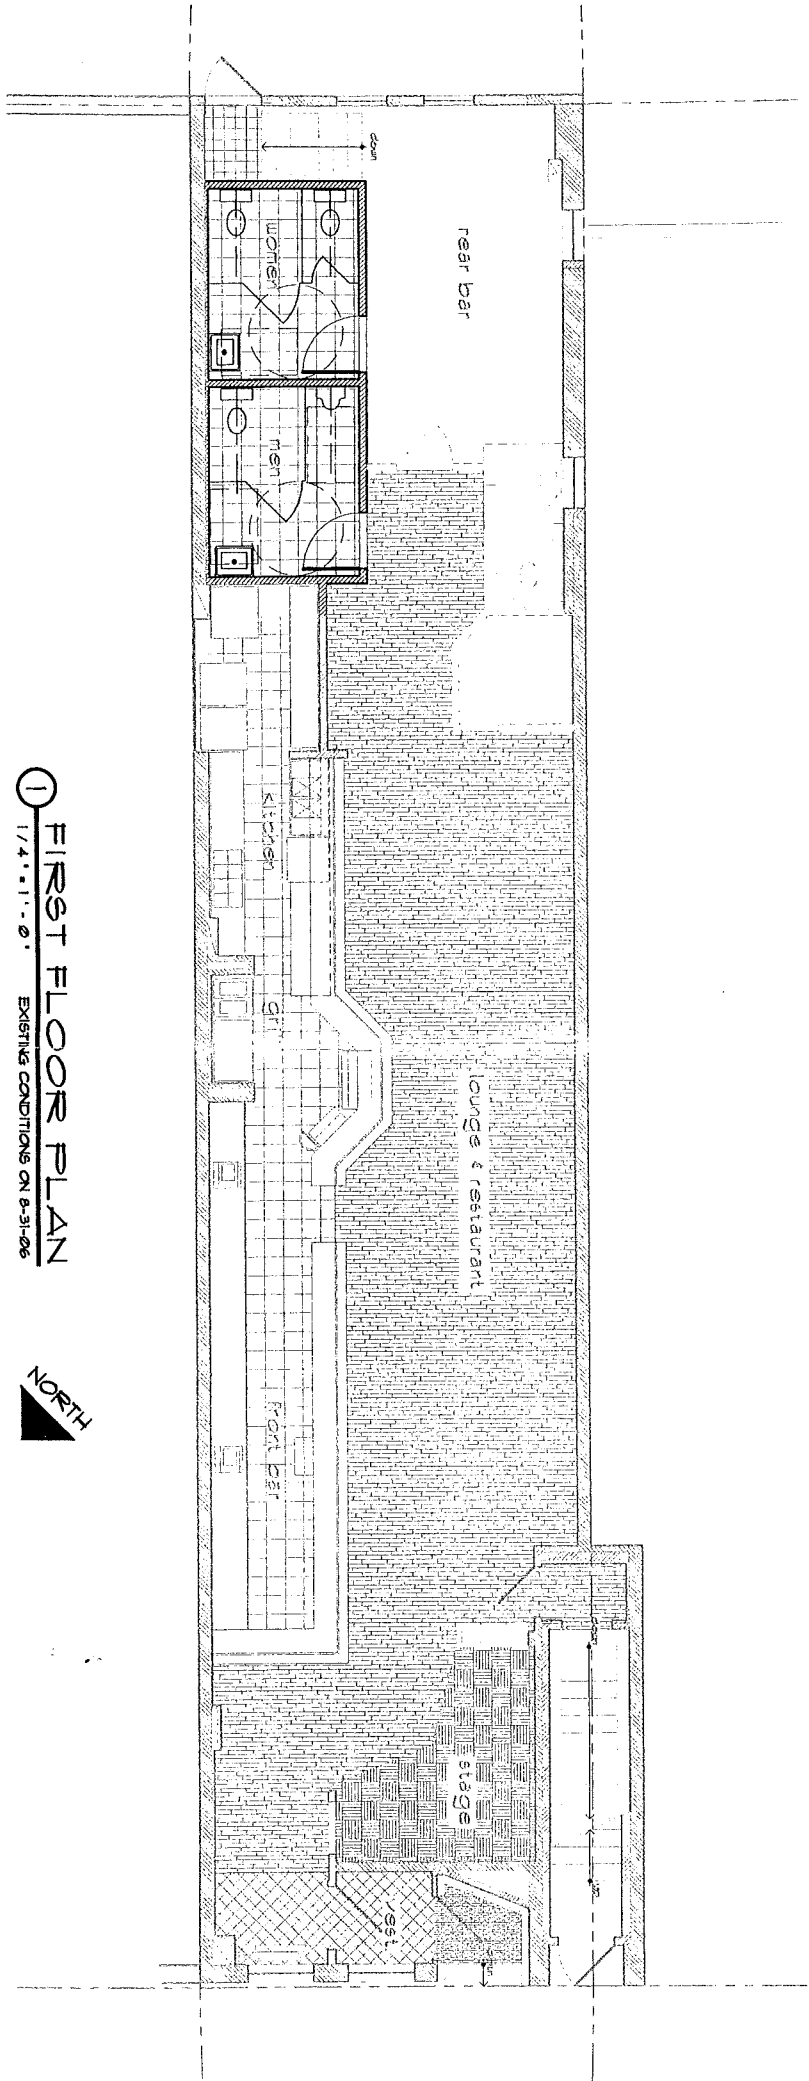 down
women
rear bar
men
kitchen
grill
lounge & restaurant
front bar
stage
vest
1
FIRST FLOOR PLAN
1/4" = 1'-0"
EXISTING CONDITIONS ON 8-31-06
NORTH